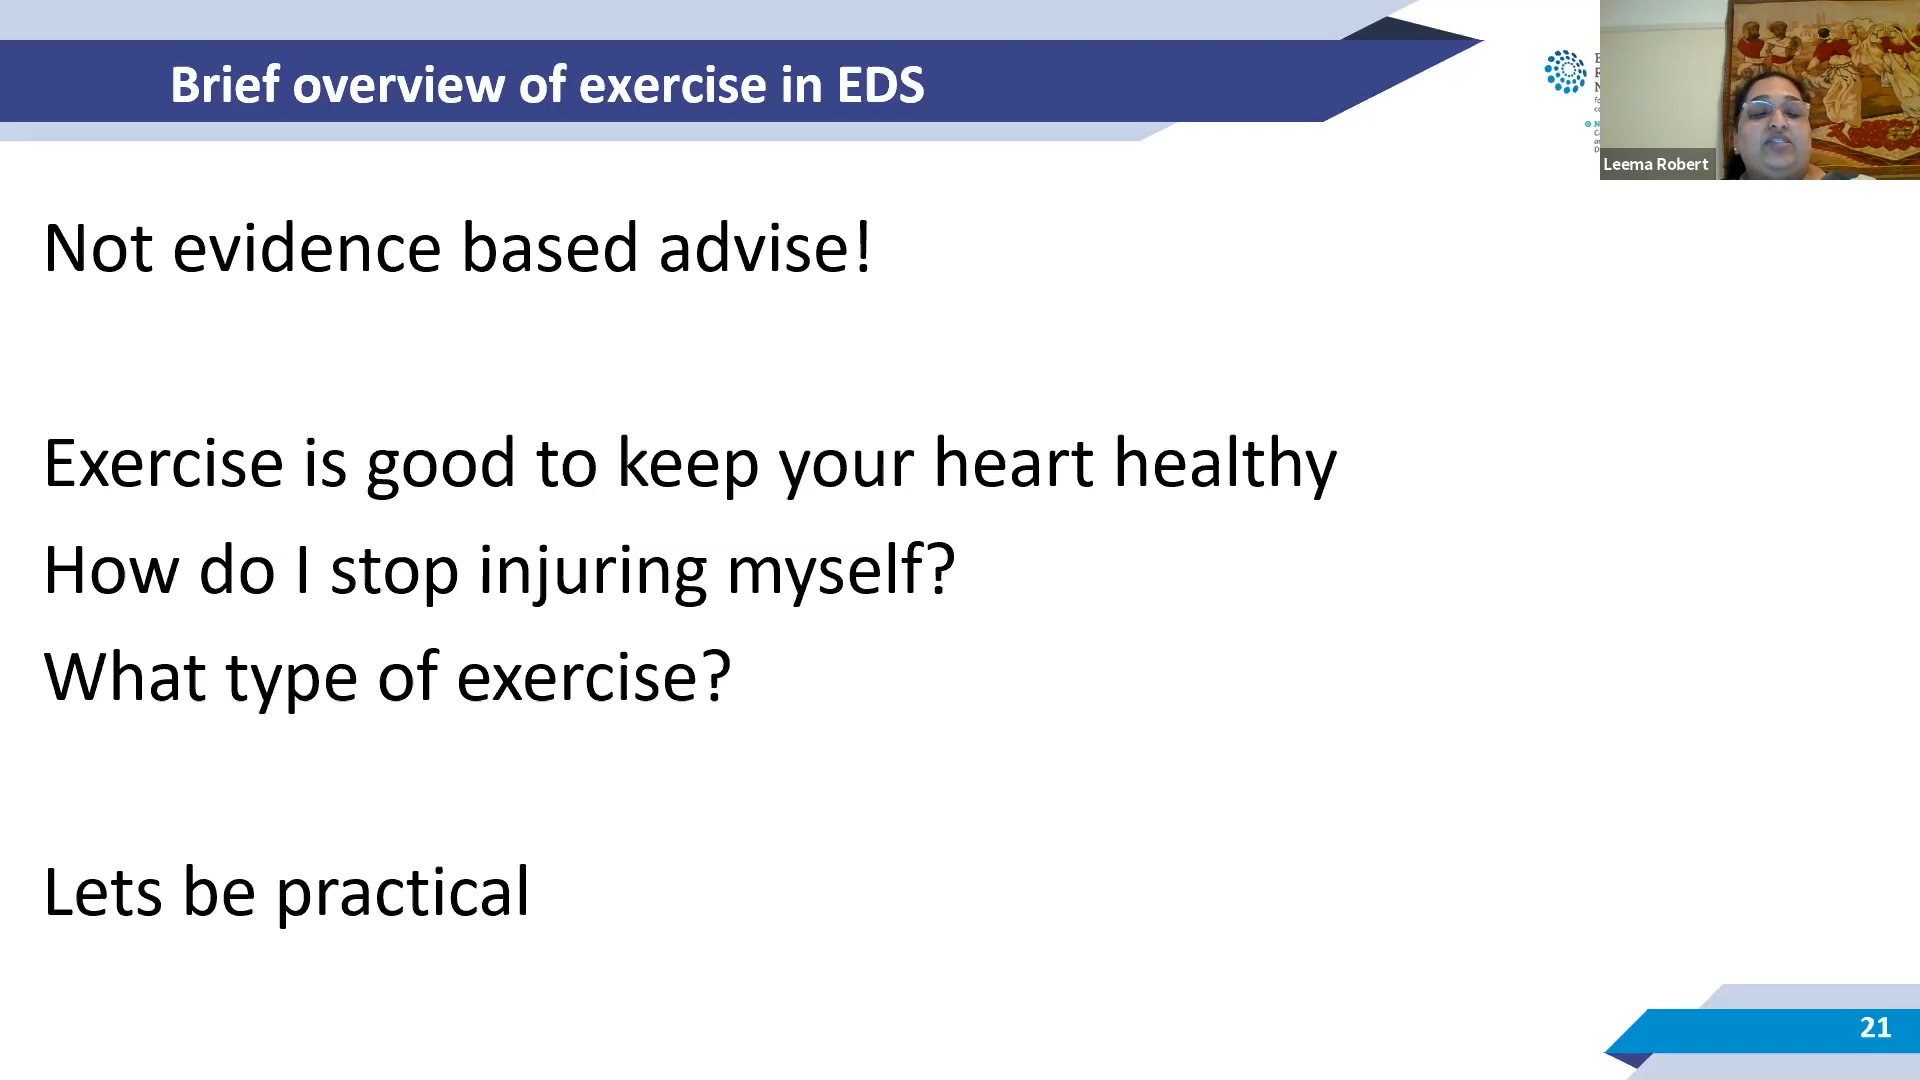 Brief overview of exercise in EDS
Leema Robert
Not evidence based advise!
Exercise is good to keep your heart healthy
How do I stop injuring myself?
What type of exercise?
Lets be practical
21